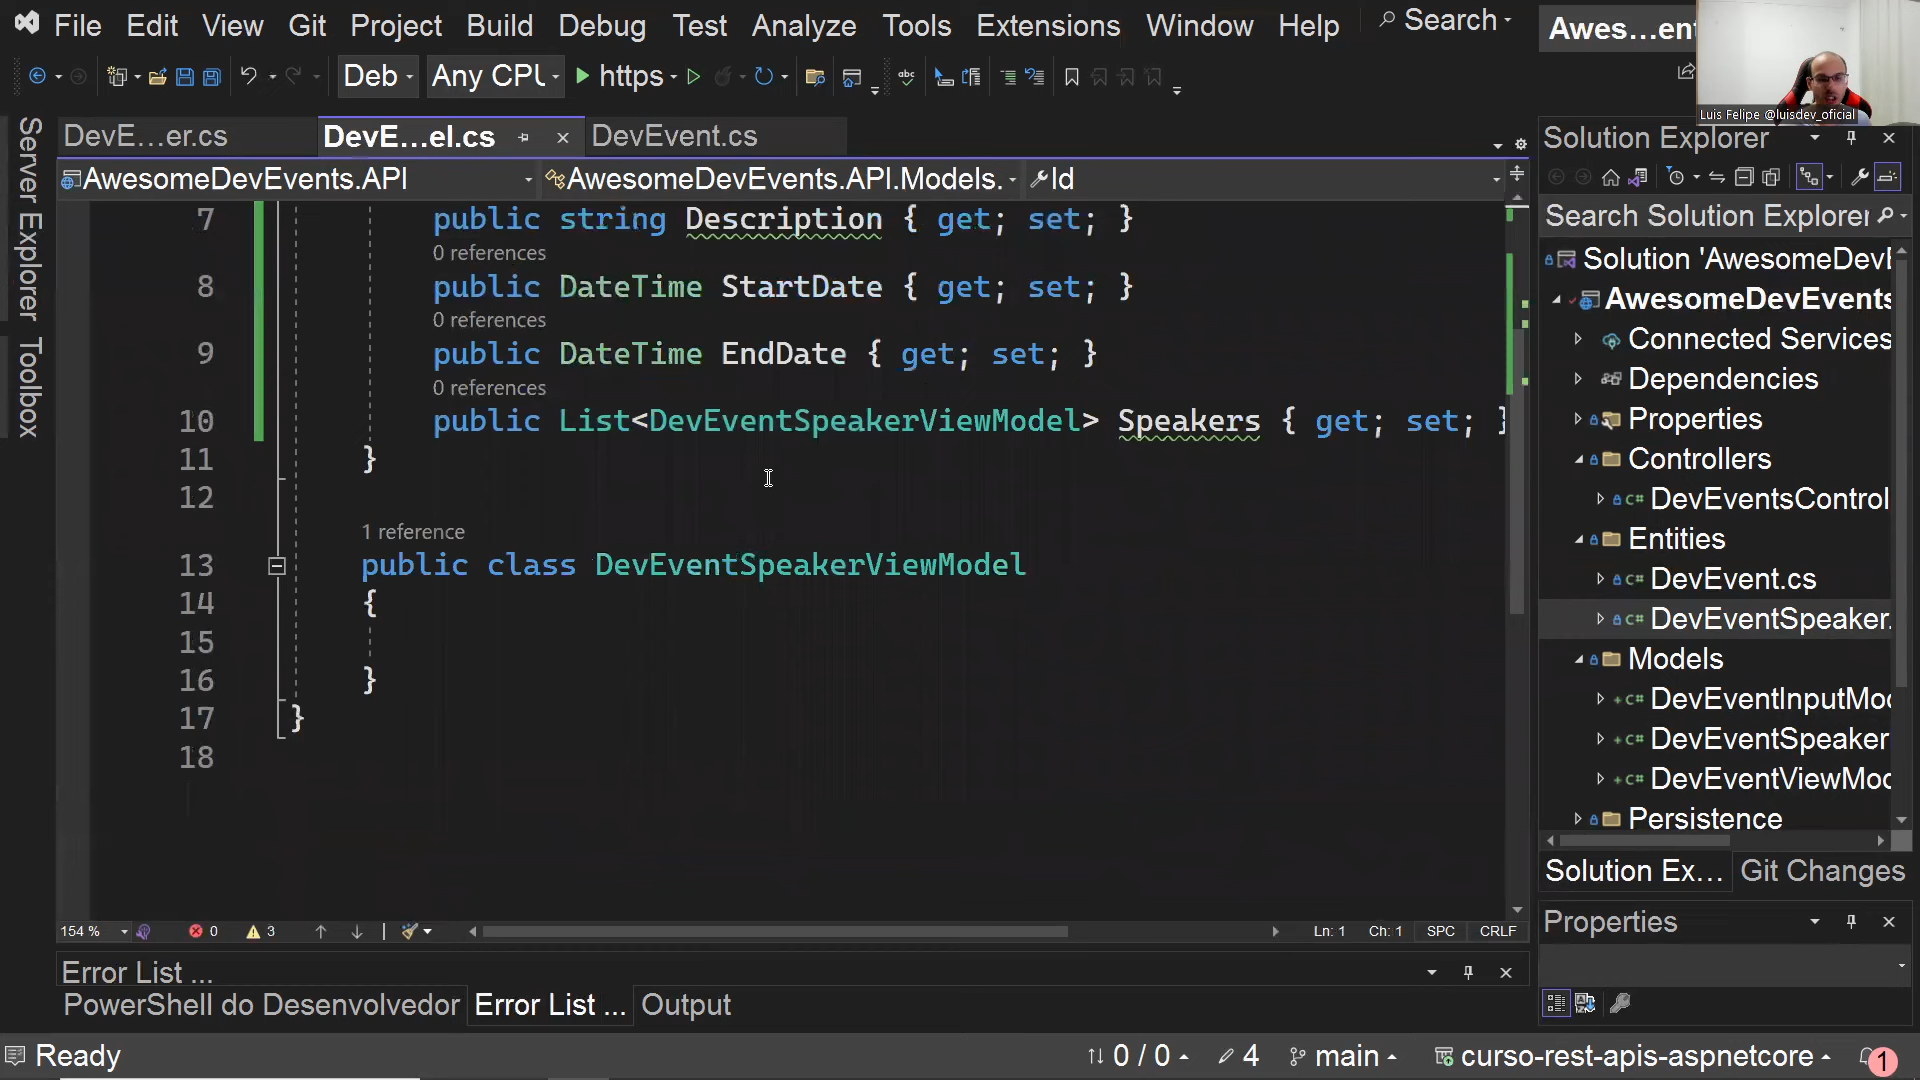 File Edit View Git Project Build Debug Test Analyze Tools Extensions Window Help Search
Awes...ent
Deb Any CPU https
Luis Felipe @luisdev_oficial
Server Explorer
Toolbox
DevE...er.cs DevE...el.cs DevEvent.cs
AwesomeDevEvents.API AwesomeDevEvents.API.Models. Id
7 public string Description { get; set; }
0 references
8 public DateTime StartDate { get; set; }
0 references
9 public DateTime EndDate { get; set; }
0 references
10 public List<DevEventSpeakerViewModel> Speakers { get; set; }
11 }
12
1 reference
13 public class DevEventSpeakerViewModel
14 {
15
16 }
17 }
18
154 % 0 3 Ln: 1 Ch: 1 SPC CRLF
Error List ...
PowerShell do Desenvolvedor Error List ... Output
Solution Explorer
Search Solution Explorer
Solution 'AwesomeDevE
AwesomeDevEvents
Connected Services
Dependencies
Properties
Controllers
DevEventsControl
Entities
DevEvent.cs
DevEventSpeaker.
Models
DevEventInputMod
DevEventSpeaker
DevEventViewMod
Persistence
Solution Ex... Git Changes
Properties
Ready 0 / 0 4 main curso-rest-apis-aspnetcore 1